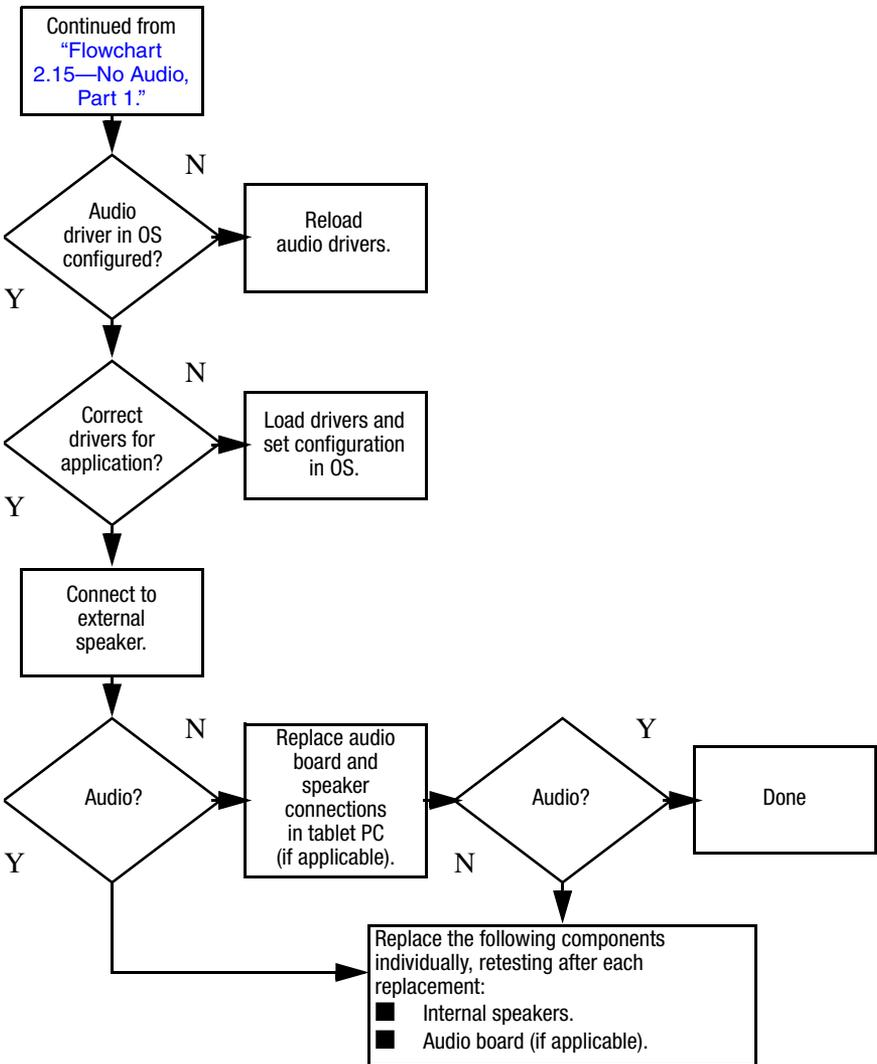 Continued from
“Flowchart
2.15—No Audio,
Part 1.”
N
Audio
driver in OS
configured?
Reload
audio drivers.
Y
N
Correct
drivers for
application?
Load drivers and
set configuration
in OS.
Y
Connect to
external
speaker.
N
Audio?
Replace audio
board and
speaker
connections
in tablet PC
(if applicable).
Y
Audio?
Done
Y
N
Replace the following components
individually, retesting after each
replacement:
■ Internal speakers.
■ Audio board (if applicable).